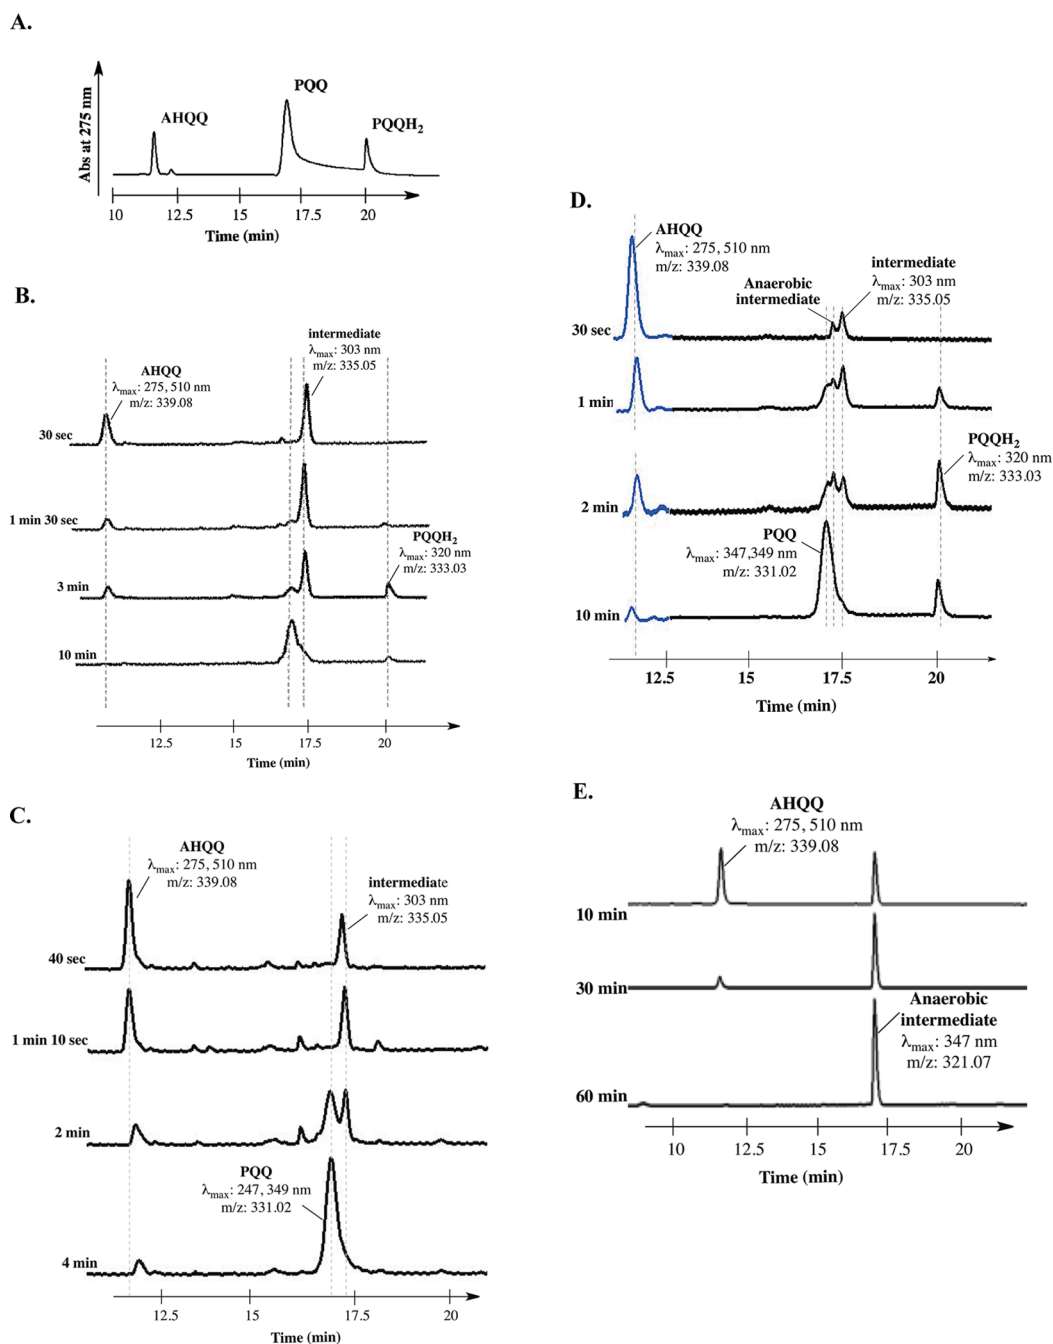 A.
Abs at 275 nm
AHQQ
PQQ
PQQH2
10
12.5
15
17.5
20
Time (min)
B.
AHQQ
λmax: 275, 510 nm
m/z: 339.08
intermediate
λmax: 303 nm
m/z: 335.05
30 sec
1 min 30 sec
PQQH2
λmax: 320 nm
m/z: 333.03
3 min
10 min
12.5
15
17.5
20
Time (min)
C.
AHQQ
λmax: 275, 510 nm
m/z: 339.08
intermediate
λmax: 303 nm
m/z: 335.05
40 sec
1 min 10 sec
2 min
PQQ
λmax: 247, 349 nm
m/z: 331.02
4 min
12.5
15
17.5
20
Time (min)
D.
AHQQ
λmax: 275, 510 nm
m/z: 339.08
Anaerobic
intermediate
intermediate
λmax: 303 nm
m/z: 335.05
30 sec
1 min
PQQH2
λmax: 320 nm
m/z: 333.03
2 min
PQQ
λmax: 347,349 nm
m/z: 331.02
10 min
12.5
15
17.5
20
Time (min)
E.
AHQQ
λmax: 275, 510 nm
m/z: 339.08
10 min
30 min
Anaerobic
intermediate
λmax: 347 nm
m/z: 321.07
60 min
10
12.5
15
17.5
20
Time (min)